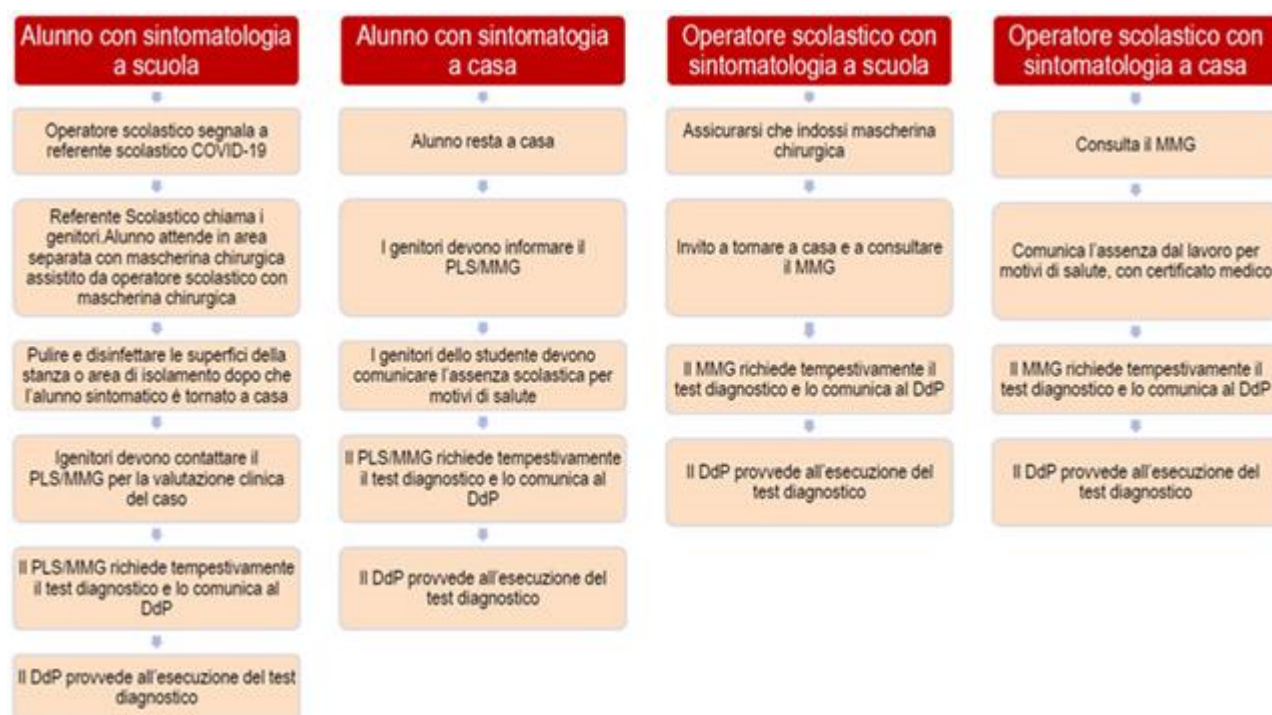 Alunno con sintomatologia
a scuola
Operatore scolastico segnala a
referente scolastico COVID-19
Referente Scolastico chiama i
genitori.Alunno attende in area
separata con mascherina chirurgica
assistito da operatore scolastico con
mascherina chirurgica
Pulire e disinfettare le superfici della
stanza o area di isolamento dopo che
l'alunno sintomatico è tornato a casa
Igenitori devono contattare il
PLS/MMG per la valutazione clinica
del caso
Il PLS/MMG richiede tempestivamente
il test diagnostico e lo comunica al
DdP
Il DdP provvede all'esecuzione del test
diagnostico
Alunno con sintomatogia
a casa
Alunno resta a casa
I genitori devono informare il
PLS/MMG
I genitori dello studente devono
comunicare l'assenza scolastica per
motivi di salute
Il PLS/MMG richiede tempestivamente
il test diagnostico e lo comunica al
DdP
Il DdP provvede all'esecuzione del
test diagnostico
Operatore scolastico con
sintomatologia a scuola
Assicurarsi che indossi mascherina
chirurgica
Invito a tornare a casa e a consultare
il MMG
Il MMG richiede tempestivamente il
test diagnostico e lo comunica al DdP
Il DdP provvede all'esecuzione del
test diagnostico
Operatore scolastico con
sintomatologia a casa
Consulta il MMG
Comunica l'assenza dal lavoro per
motivi di salute, con certificato medico
Il MMG richiede tempestivamente il
test diagnostico e lo comunica al DdP
Il DdP provvede all'esecuzione del
test diagnostico